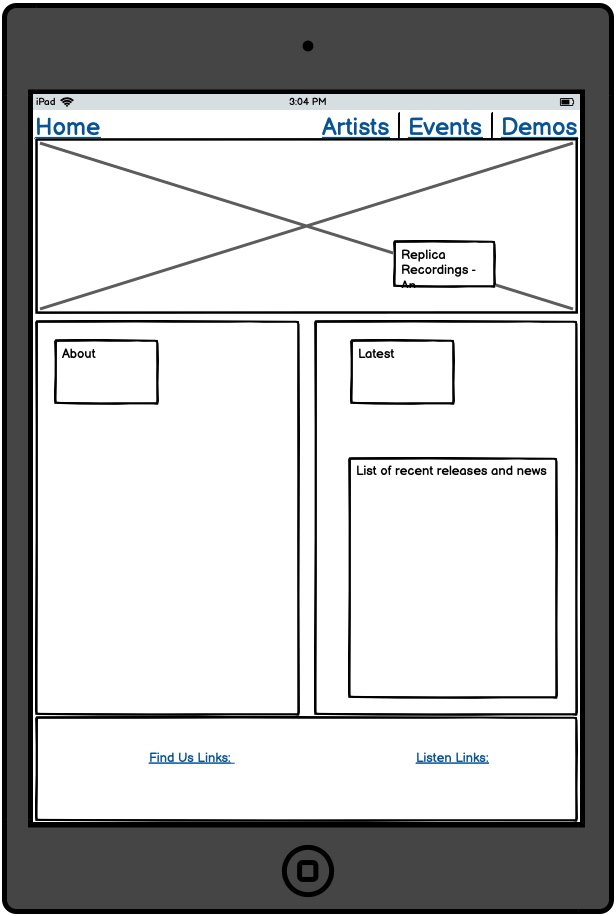 iPad 3:04 PM
Home Artists Events Demos
Replica
Recordings -
An
About
Latest
List of recent releases and news
Find Us Links:
Listen Links: